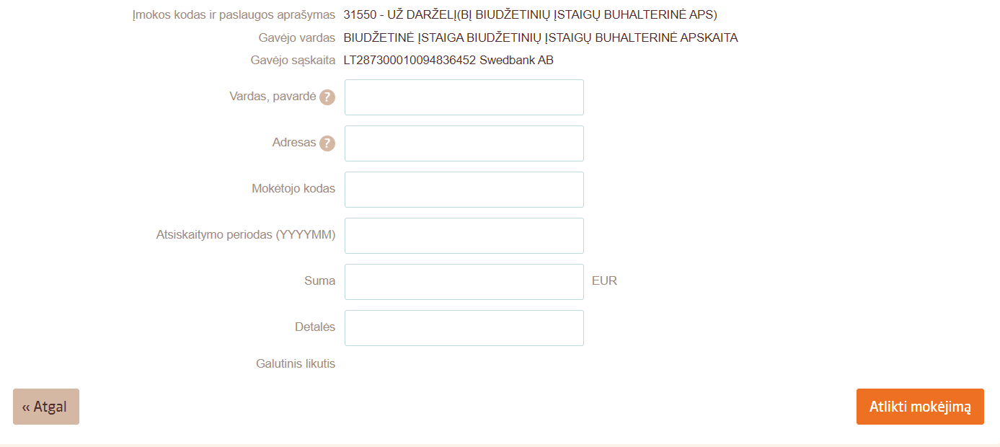 Įmokos kodas ir paslaugos aprašymas 31550 - UŽ DARŽELĮ(BĮ BIUDŽETINIŲ ĮSTAIGŲ BUHALTERINĖ APS)
Gavėjo vardas BIUDŽETINĖ ĮSTAIGA BIUDŽETINIŲ ĮSTAIGŲ BUHALTERINĖ APSKAITA
Gavėjo sąskaita LT287300010094836452 Swedbank AB
Vardas, pavardė ?
Adresas ?
Mokėtojo kodas
Atsiskaitymo periodas (YYYYMM)
Suma EUR
Detalės
Galutinis likutis
« Atgal Atlikti mokėjimą